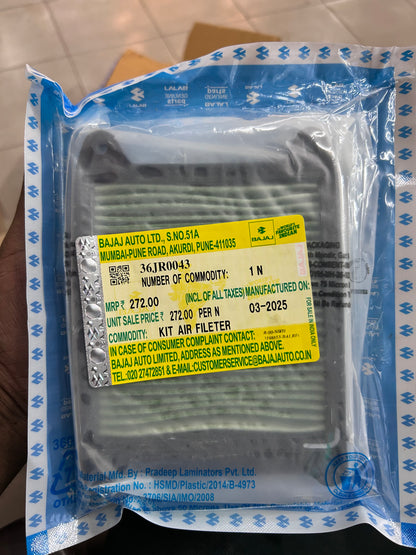 BAJAJ
GENUINE
parts
BAJAJ AUTO LTD., S.NO.51A
MUMBAI-PUNE ROAD, AKURDI, PUNE-411035
BAJAJ
36JR0043
NUMBER OF COMMODITY: 1 N
MRP ₹ 272.00 (INCL.OF ALL TAXES) MANUFACTURED ON:
UNIT SALE PRICE ₹ 272.00 PER N 03-2025
COMMODITY: KIT AIR FILETER
FOR SALE IN INDIA ONLY
IN CASE OF CONSUMER COMPLAINT CONTACT:
BAJAJ AUTO LIMITED, ADDRESS AS MENTIONED ABOVE.
TEL.:020 27472851 & E-MAIL:CUSTOMERSERVICE@BAJAJAUTO.CO.IN
PACKAGING
Material Mfd. By : Pradeep Laminators Pvt. Ltd.
Registration No. : HSMD/Plastic/2014/B-4973
3706/SIA/IMO/2008